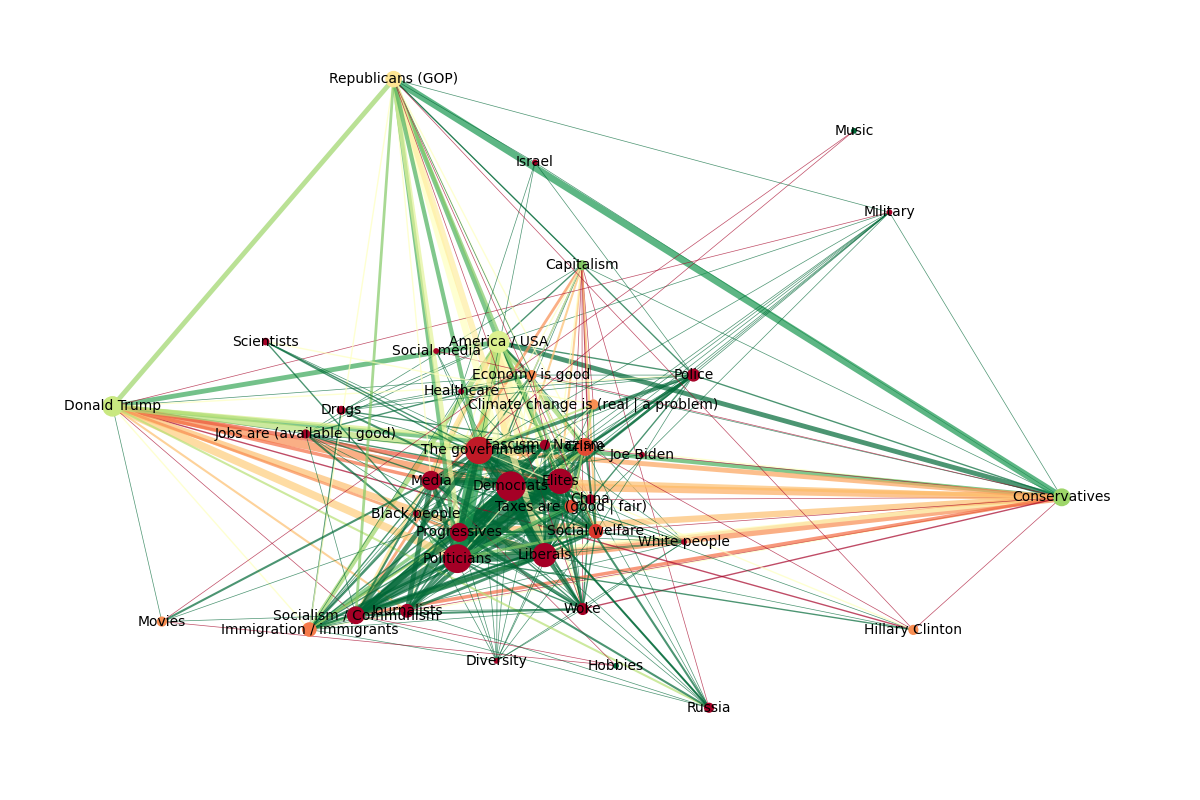 Republicans (GOP)
Music
Israel
Military
Capitalism
Scientists
America / USA
Social media
Economy is good
Police
Healthcare
Donald Trump
Climate change is (real | a problem)
Drugs
Jobs are (available | good)
Fascism / Nazism
The government
Joe Biden
Media
Elites
Democrats
Conservatives
China
Taxes are (good | fair)
Black people
Progressives
Social welfare
White people
Liberals
Politicians
Woke
Journalists
Socialism / Communism
Movies
Immigration / Immigrants
Hillary Clinton
Diversity
Hobbies
Russia